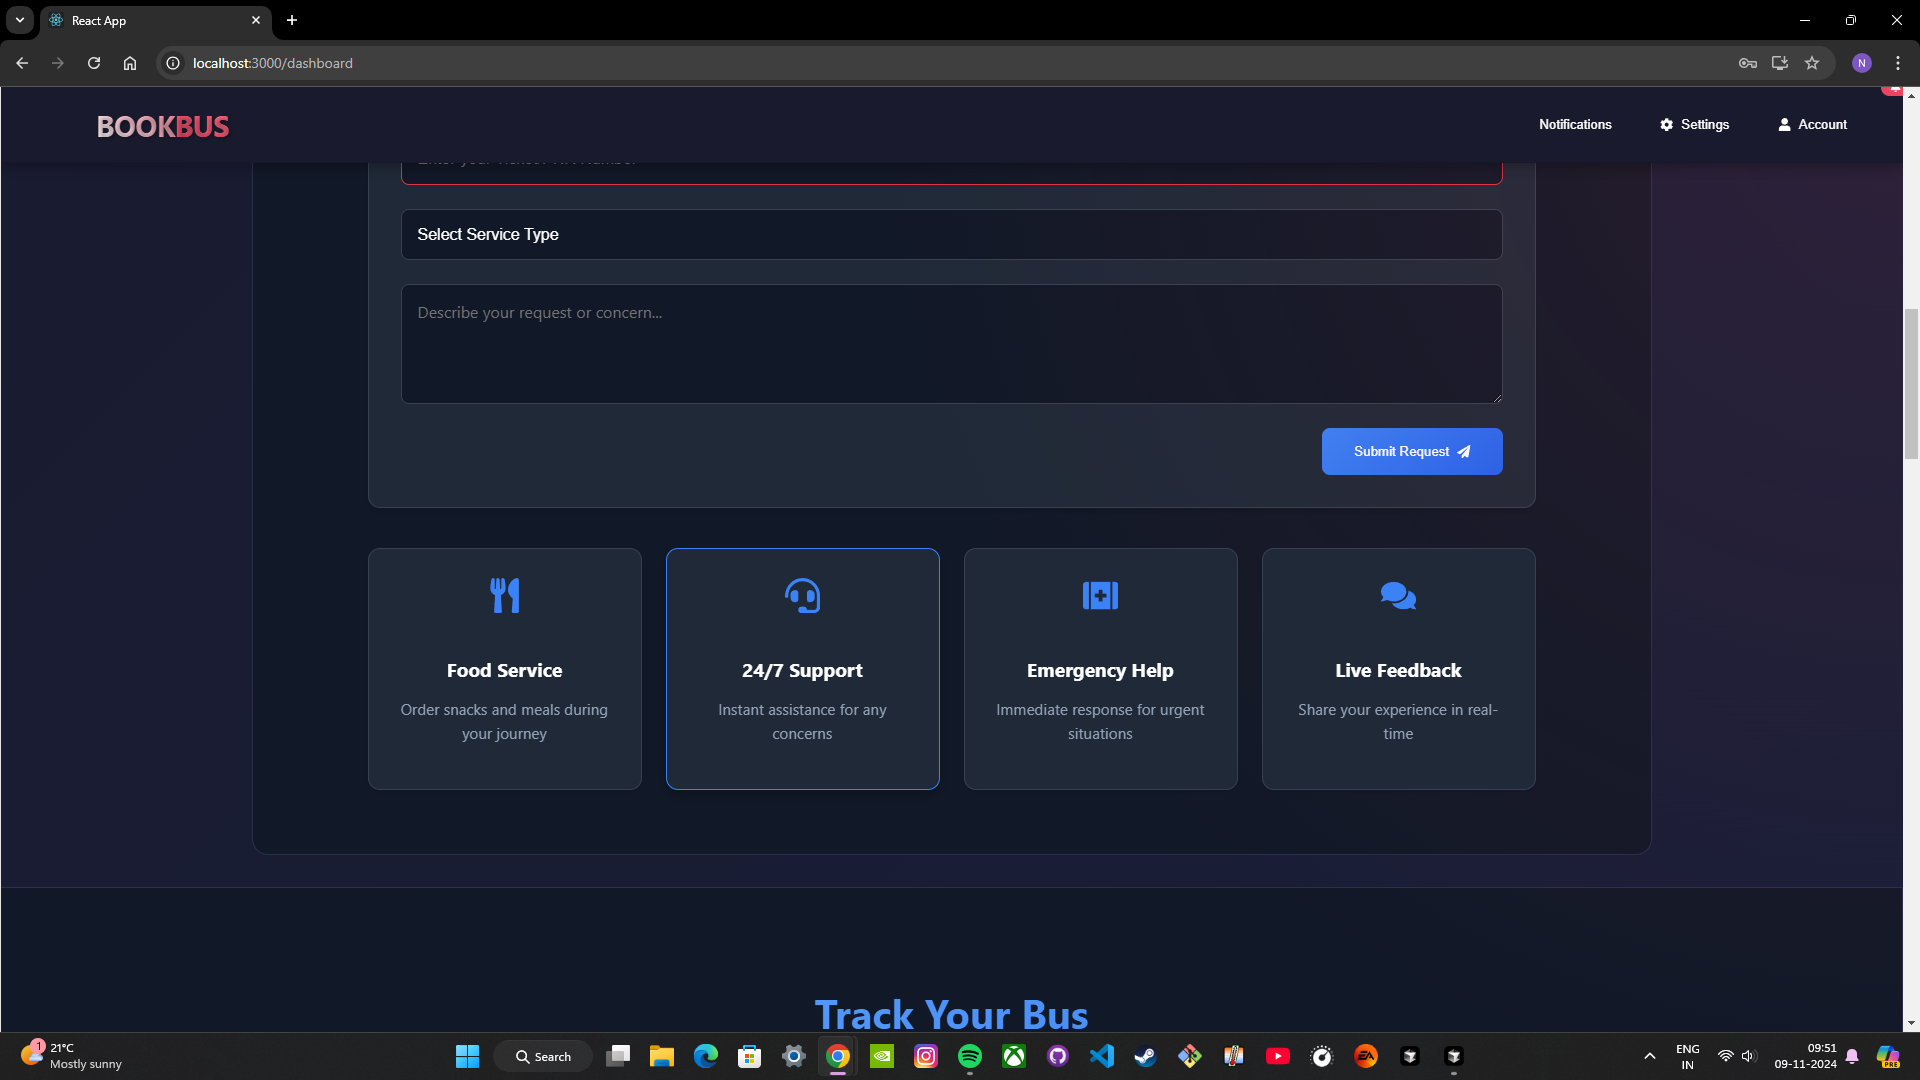 React App
localhost:3000/dashboard
N
BOOKBUS
Notifications
Settings
Account
Select Service Type
Describe your request or concern...
Submit Request
Food Service
Order snacks and meals during
your journey
24/7 Support
Instant assistance for any
concerns
Emergency Help
Immediate response for urgent
situations
Live Feedback
Share your experience in real-
time
Track Your Bus
1
21°C
Mostly sunny
Search
EA
ENG
IN
09:51
09-11-2024
PRE